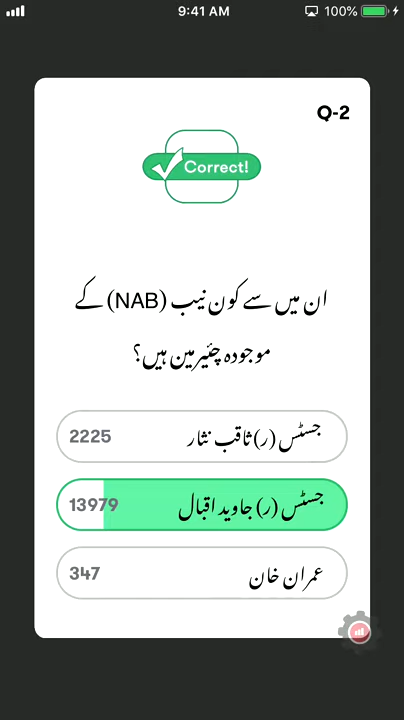 9:41 AM
100%
Q-2
Correct!
ان میں سے کون نیب (NAB) کے
موجودہ چئیرمین ہیں؟
جسٹس (ر) ثاقب نثار
2225
جسٹس (ر) جاوید اقبال
13979
عمران خان
347